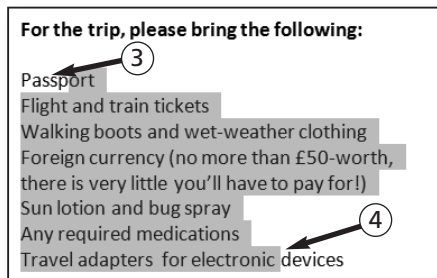 For the trip, please bring the following:
③
Passport
Flight and train tickets
Walking boots and wet-weather clothing
Foreign currency (no more than £50-worth,
there is very little you'll have to pay for!)
Sun lotion and bug spray
④
Any required medications
Travel adapters for electronic devices